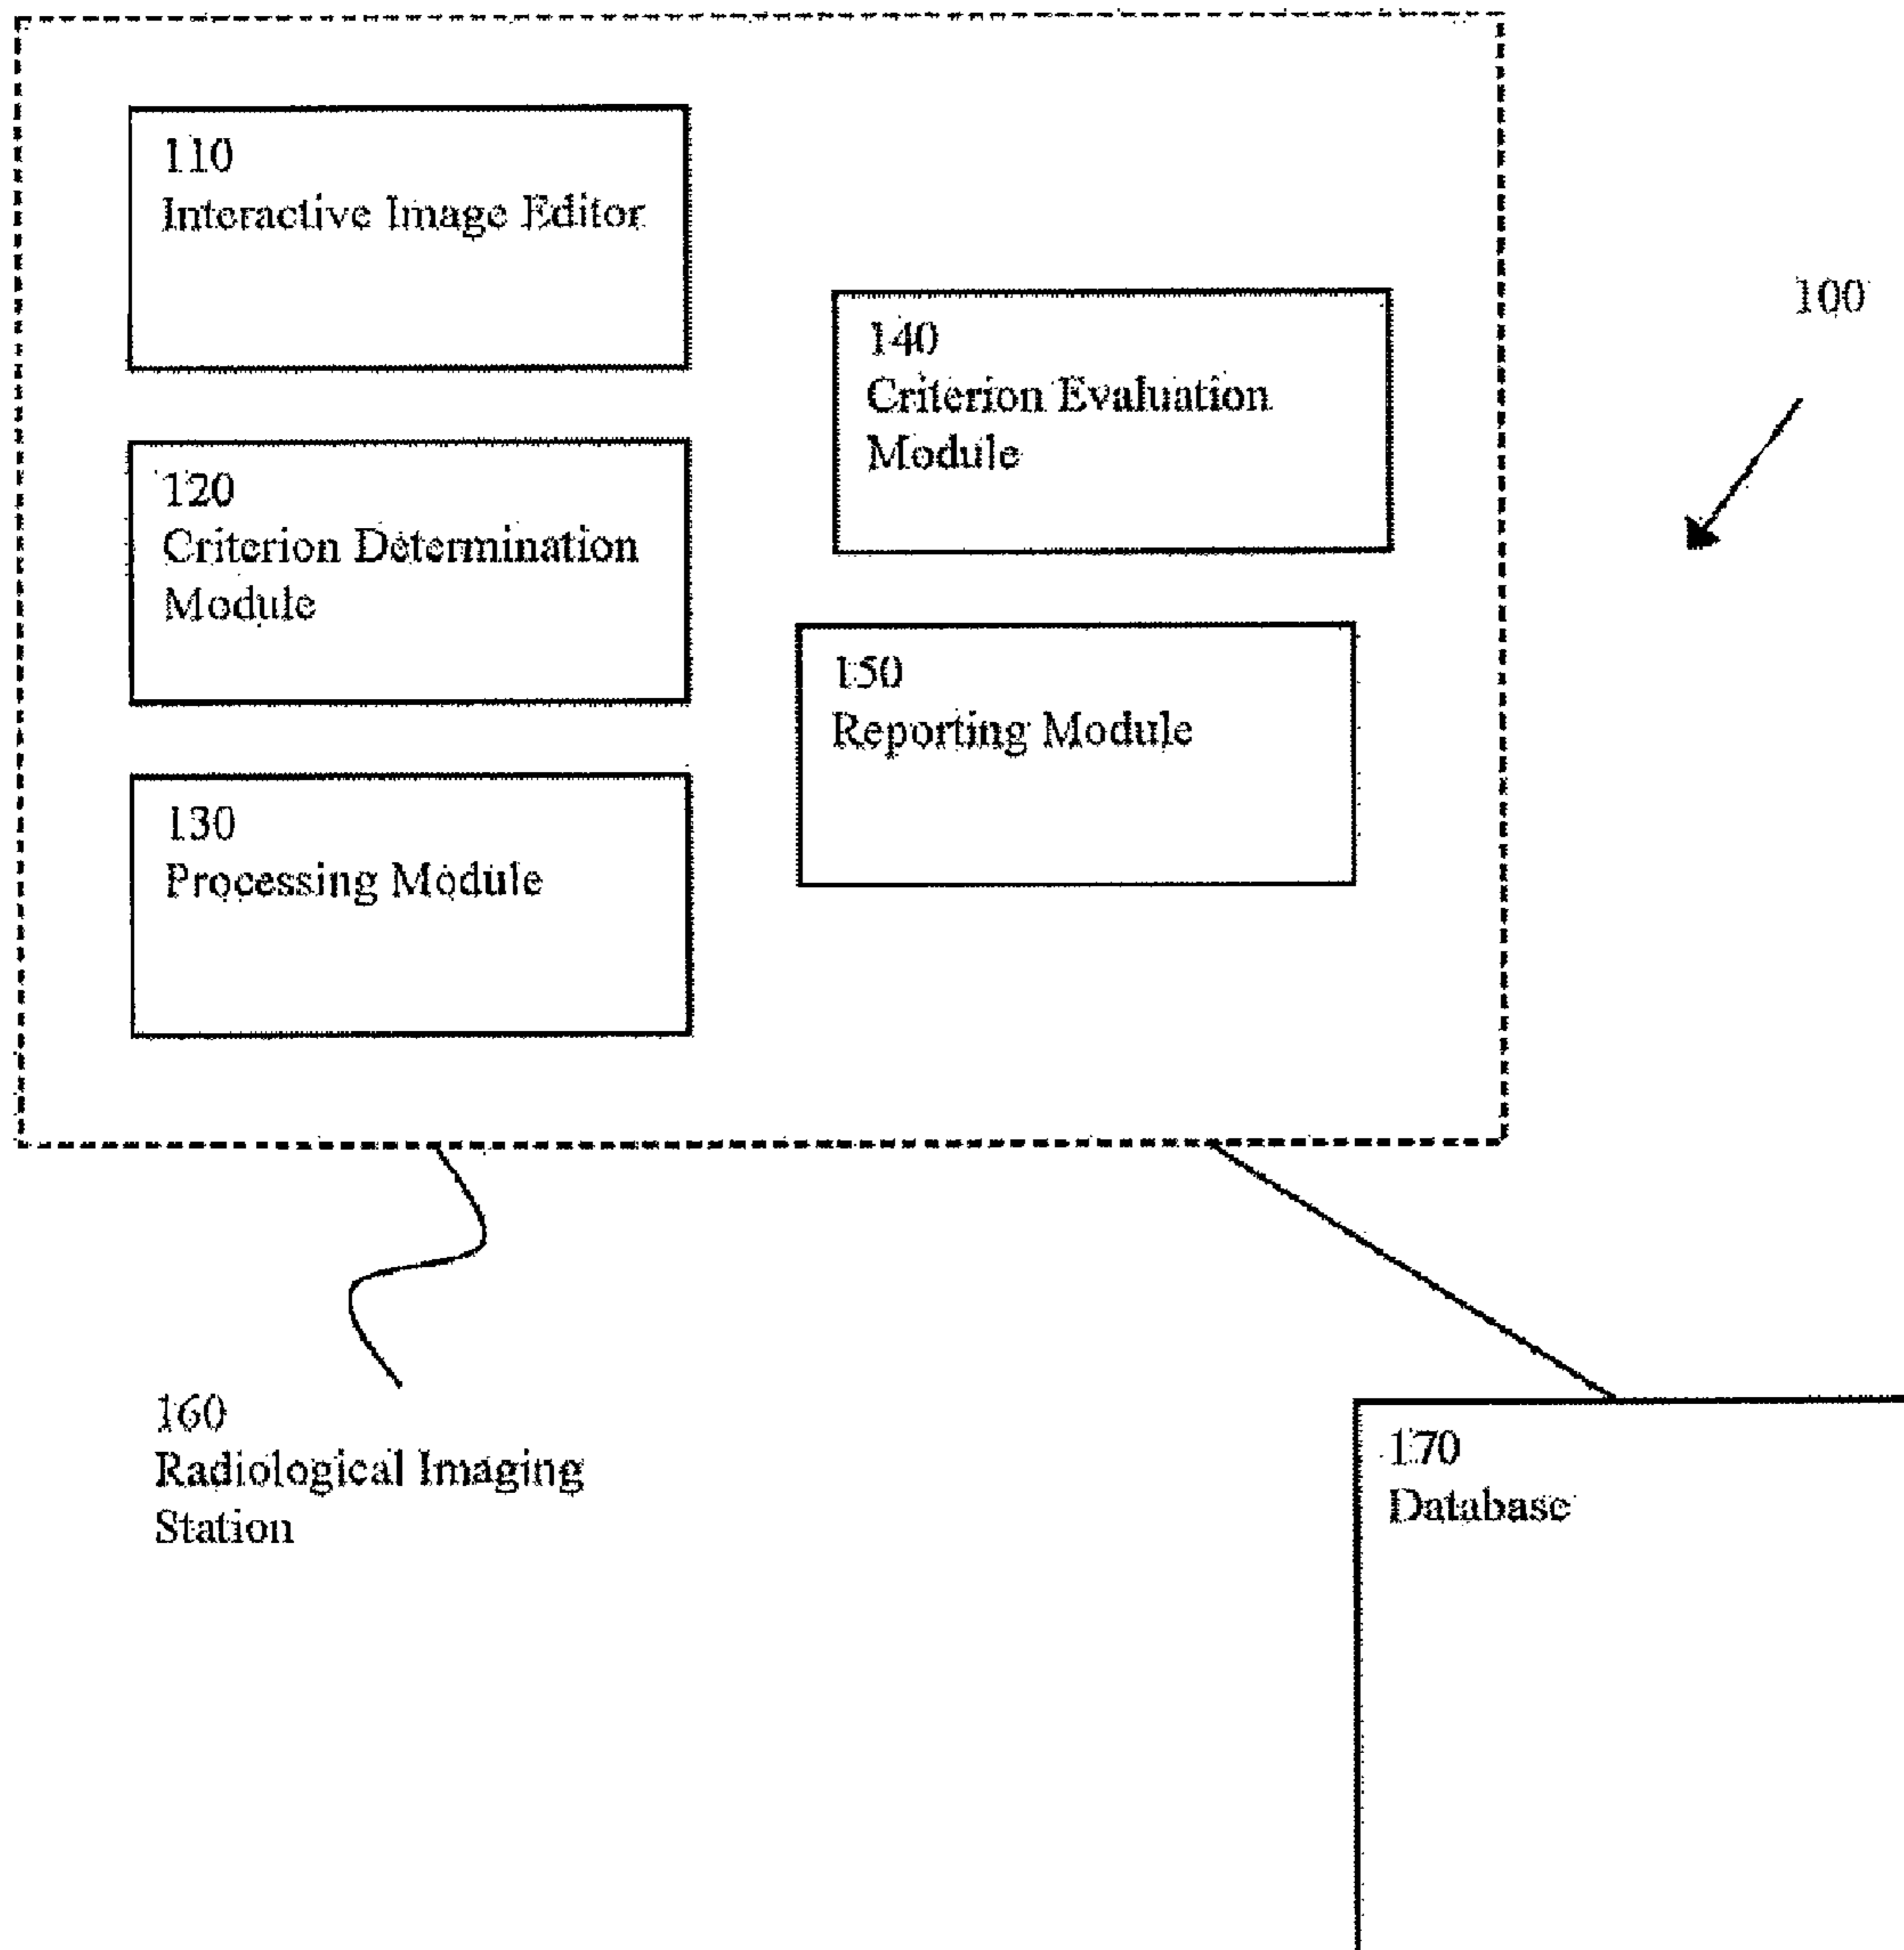 110
Interactive Image Editor
120
Criterion Determination
Module
130
Processing Module
140
Criterion Evaluation
Module
150
Reporting Module
100
160
Radiological Imaging
Station
170
Database